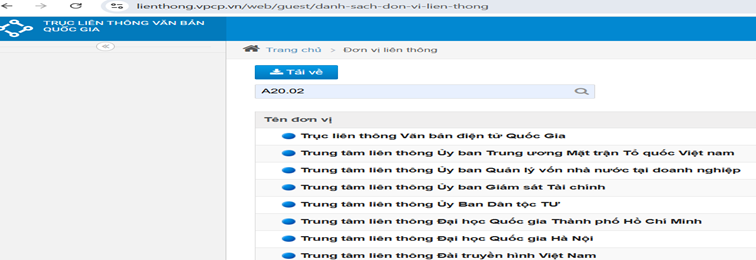 lienthong.vpcp.vn/web/guest/danh-sach-don-vi-lien-thong
TRỤC LIÊN THÔNG VĂN BẢN
QUỐC GIA
Trang chủ > Đơn vị liên thông
Tải về
A20.02
Tên đơn vị
Trục liên thông Văn bản điện tử Quốc Gia
Trung tâm liên thông Ủy ban Trung ương Mặt trận Tổ quốc Việt nam
Trung tâm liên thông Ủy ban Quản lý vốn nhà nước tại doanh nghiệp
Trung tâm liên thông Ủy ban Giám sát Tài chính
Trung tâm liên thông Ủy Ban Dân tộc TƯ
Trung tâm liên thông Đại học Quốc gia Thành phố Hồ Chí Minh
Trung tâm liên thông Đại học Quốc gia Hà Nội
Trung tâm liên thông Đài truyền hình Việt Nam